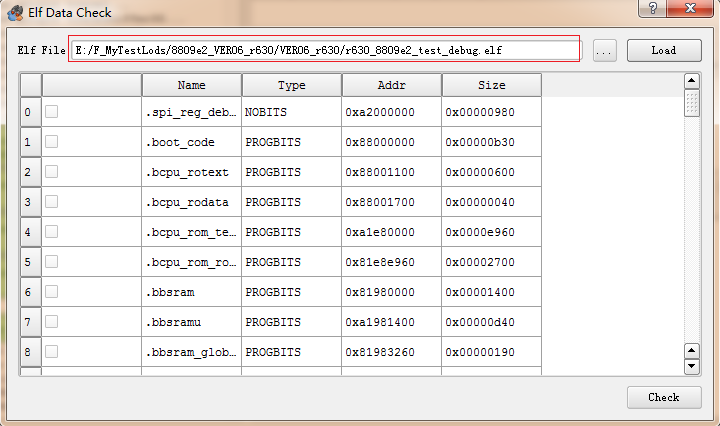 Elf Data Check
Elf File E:/F_MyTestLods/8809e2_VER06_r630/VER06_r630/r630_8809e2_test_debug.elf ... Load
Name Type Addr Size
0 .spi_reg_deb... NOBITS 0xa2000000 0x00000980
1 .boot_code PROGBITS 0x88000000 0x00000b30
2 .bcpu_rotext PROGBITS 0x88001100 0x00000600
3 .bcpu_rodata PROGBITS 0x88001700 0x00000040
4 .bcpu_rom_te... PROGBITS 0xa1e80000 0x0000e960
5 .bcpu_rom_ro... PROGBITS 0x81e8e960 0x00002700
6 .bbsram PROGBITS 0x81980000 0x00001400
7 .bbsramu PROGBITS 0xa1981400 0x00000d40
8 .bbsram_glob... PROGBITS 0x81983260 0x00000190
Check